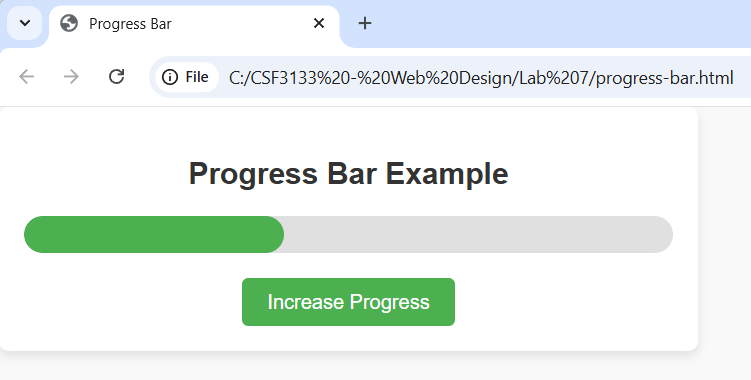 Progress Bar
File C:/CSF3133%20-%20Web%20Design/Lab%207/progress-bar.html
Progress Bar Example
Increase Progress